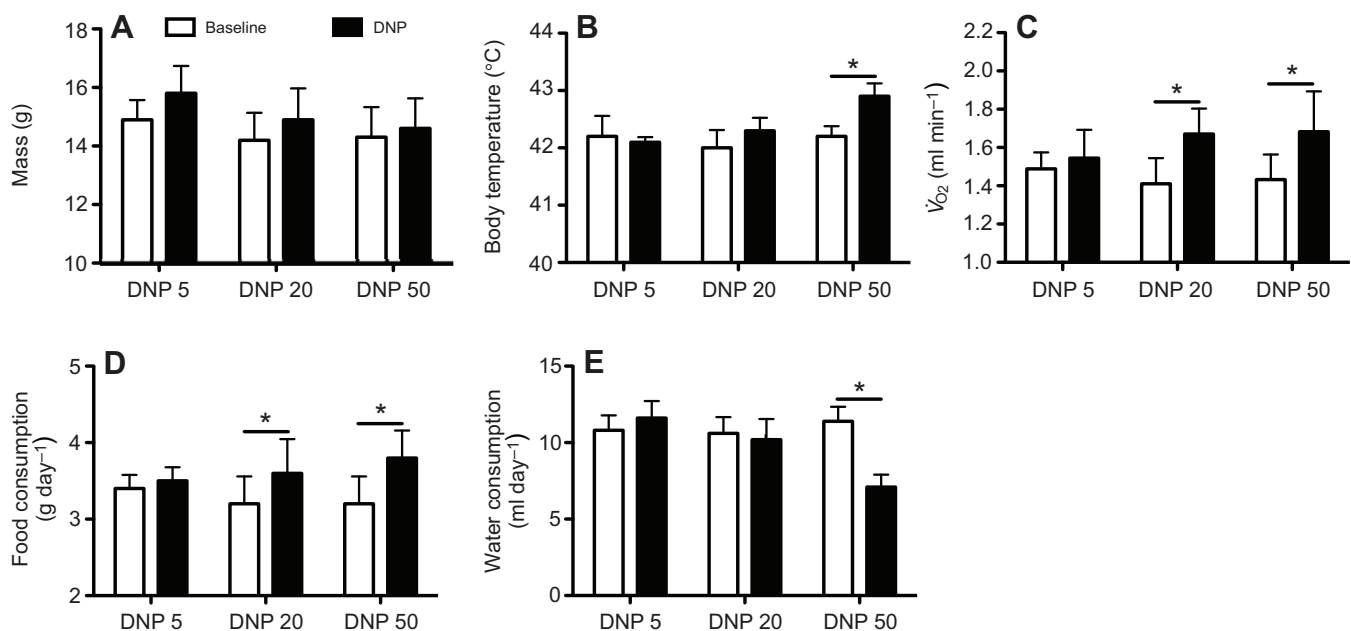 A
Baseline
DNP
Mass (g)
18
16
14
12
10
DNP 5
DNP 20
DNP 50
B
Body temperature (°C)
44
43
42
41
40
*
DNP 5
DNP 20
DNP 50
C
V̇O2 (ml min−1)
2.2
2.0
1.8
1.6
1.4
1.2
1.0
*
*
DNP 5
DNP 20
DNP 50
D
Food consumption
(g day−1)
5
4
3
2
*
*
DNP 5
DNP 20
DNP 50
E
Water consumption
(ml day−1)
15
10
5
0
*
DNP 5
DNP 20
DNP 50